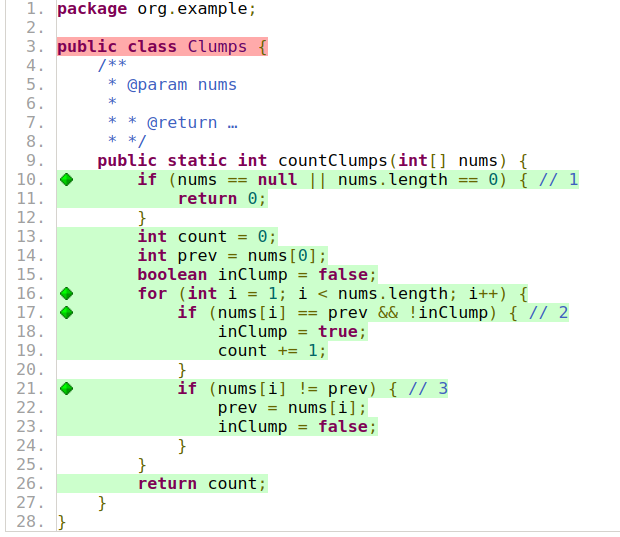 1. package org.example;
2.
3. public class Clumps {
4.     /**
5.      * @param nums
6.      *
7.      * * @return …
8.      * */
9.     public static int countClumps(int[] nums) {
10.         if (nums == null || nums.length == 0) { // 1
11.             return 0;
12.         }
13.         int count = 0;
14.         int prev = nums[0];
15.         boolean inClump = false;
16.         for (int i = 1; i < nums.length; i++) {
17.             if (nums[i] == prev && !inClump) { // 2
18.                 inClump = true;
19.                 count += 1;
20.             }
21.             if (nums[i] != prev) { // 3
22.                 prev = nums[i];
23.                 inClump = false;
24.             }
25.         }
26.         return count;
27.     }
28. }